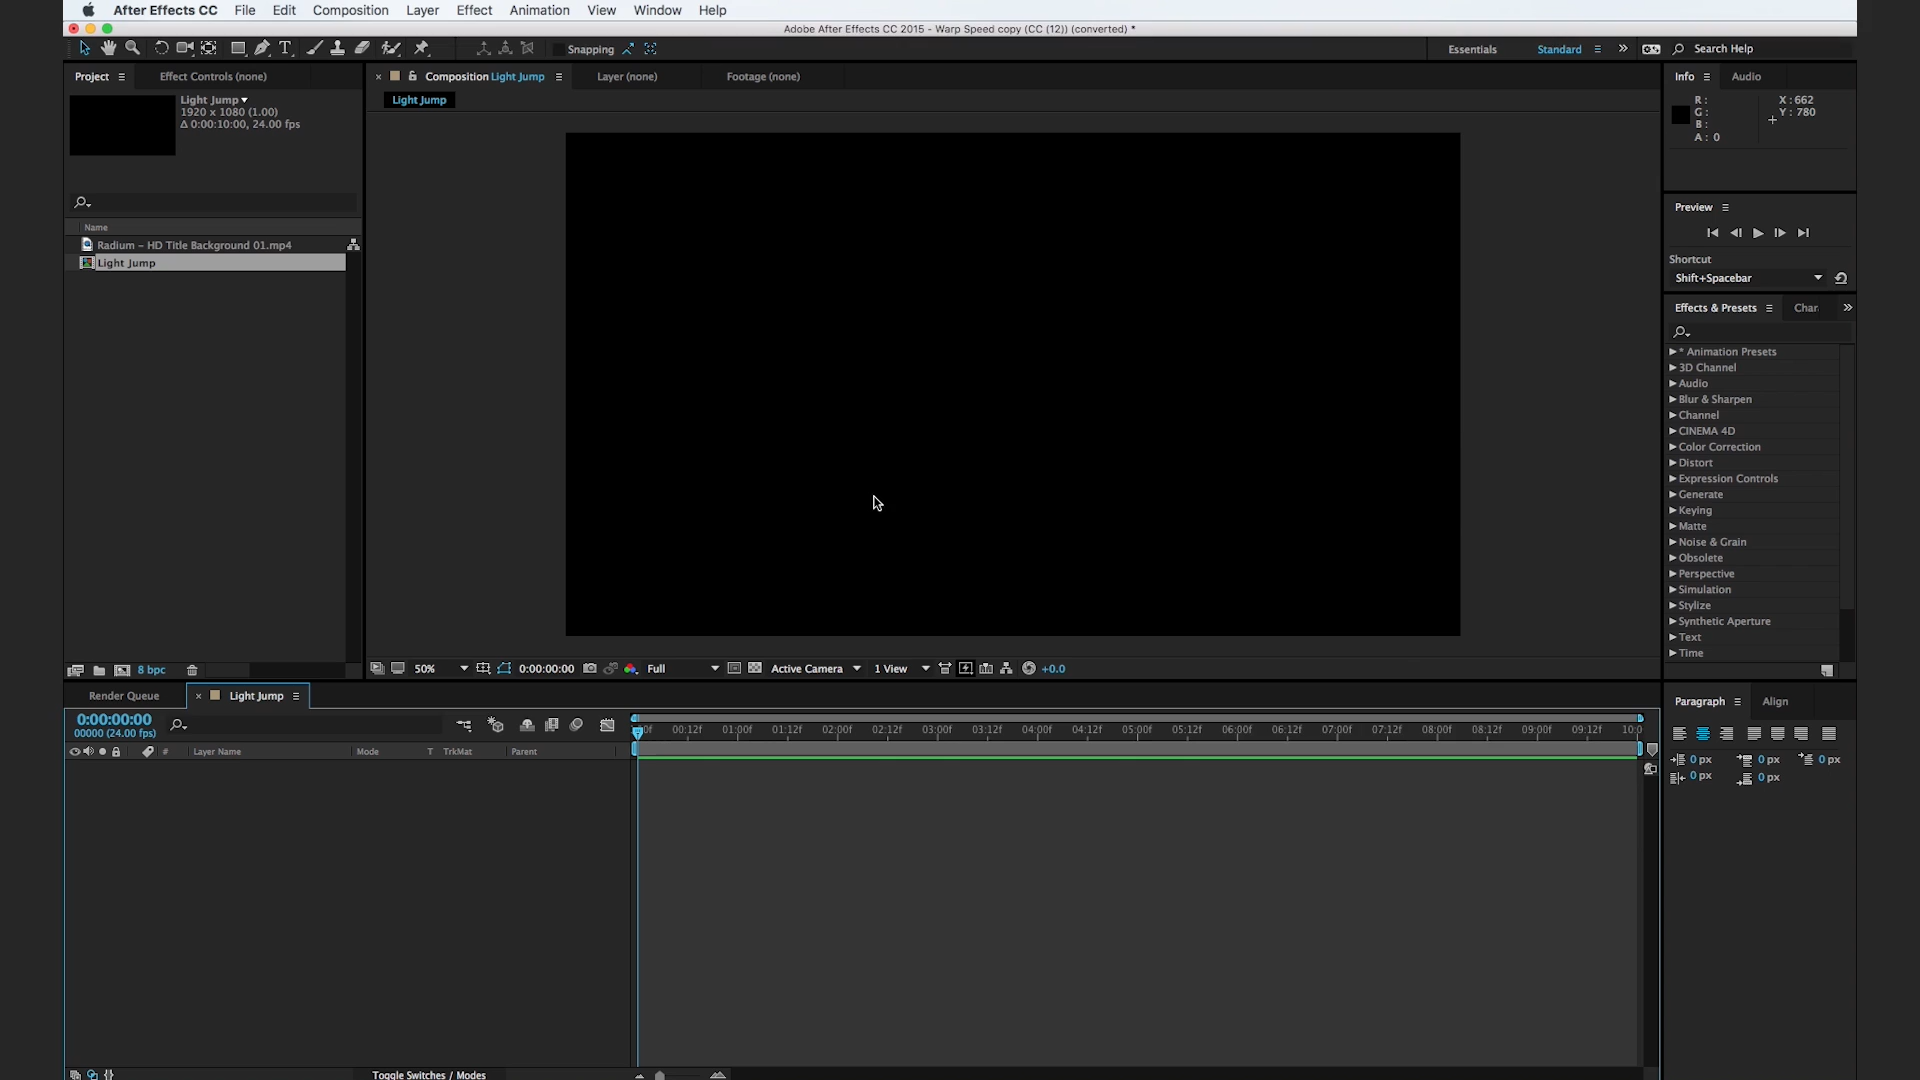 After Effects CC File Edit Composition Layer Effect Animation View Window Help
Adobe After Effects CC 2015 - Warp Speed copy (CC (12)) (converted) *
Snapping Essentials Standard Search Help
Project Effect Controls (none) Composition Light Jump Layer (none) Footage (none) Info Audio
Light Jump
1920 x 1080 (1.00)
Δ 0:00:10:00, 24.00 fps
Light Jump
R:
G:
B:
A: 0
X: 662
Y: 780
Name
Radium - HD Title Background 01.mp4
Light Jump
Preview
Shortcut
Shift+Spacebar
Effects & Presets Char
* Animation Presets
3D Channel
Audio
Blur & Sharpen
Channel
CINEMA 4D
Color Correction
Distort
Expression Controls
Generate
Keying
Matte
Noise & Grain
Obsolete
Perspective
Simulation
Stylize
Synthetic Aperture
Text
Time
8 bpc
50% 0:00:00:00 Full Active Camera 1 View +0.0
Render Queue Light Jump
0:00:00:00
00000 (24.00 fps)
00:12f 01:00f 01:12f 02:00f 02:12f 03:00f 03:12f 04:00f 04:12f 05:00f 05:12f 06:00f 06:12f 07:00f 07:12f 08:00f 08:12f 09:00f 09:12f 10:0
# Layer Name Mode T TrkMat Parent
Paragraph Align
0 px 0 px 0 px
0 px 0 px
Toggle Switches / Modes